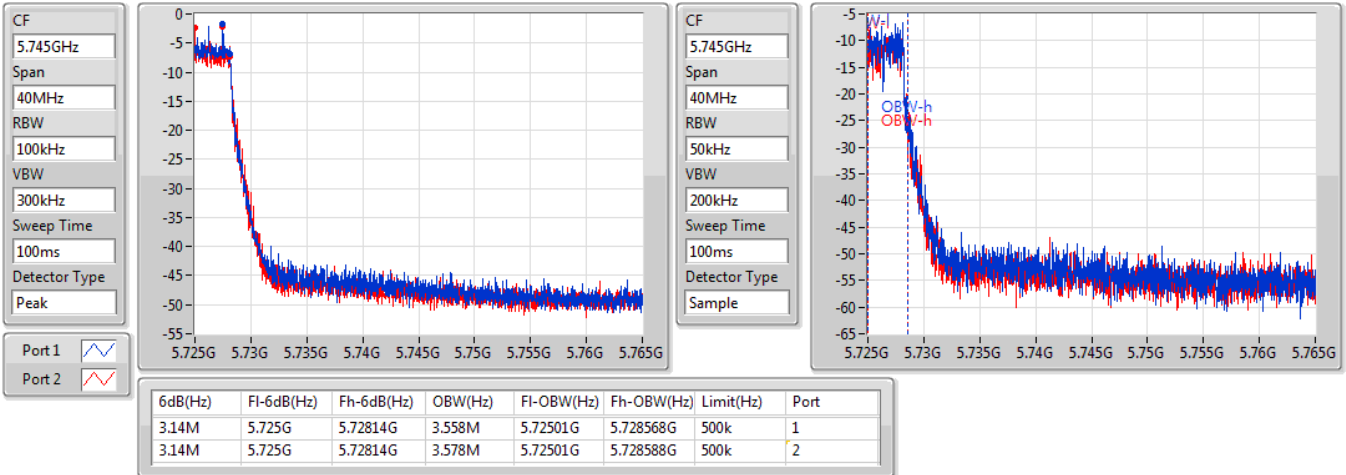 CF
5.745GHz
Span
40MHz
RBW
100kHz
VBW
300kHz
Sweep Time
100ms
Detector Type
Peak
Port 1
Port 2
0-
-5-
-10-
-15-
-20-
-25-
-30-
-35-
-40-
-45-
-50-
-55-
5.725G 5.73G 5.735G 5.74G 5.745G 5.75G 5.755G 5.76G 5.765G
CF
5.745GHz
Span
40MHz
RBW
50kHz
VBW
200kHz
Sweep Time
100ms
Detector Type
Sample
-5-
-10-
-15-
-20-
-25-
-30-
-35-
-40-
-45-
-50-
-55-
-60-
-65-
W-l
OBW-h
OBW-h
5.725G 5.73G 5.735G 5.74G 5.745G 5.75G 5.755G 5.76G 5.765G
6dB(Hz) Fl-6dB(Hz) Fh-6dB(Hz) OBW(Hz) Fl-OBW(Hz) Fh-OBW(Hz) Limit(Hz) Port
3.14M 5.725G 5.72814G 3.558M 5.72501G 5.728568G 500k 1
3.14M 5.725G 5.72814G 3.578M 5.72501G 5.728588G 500k 2